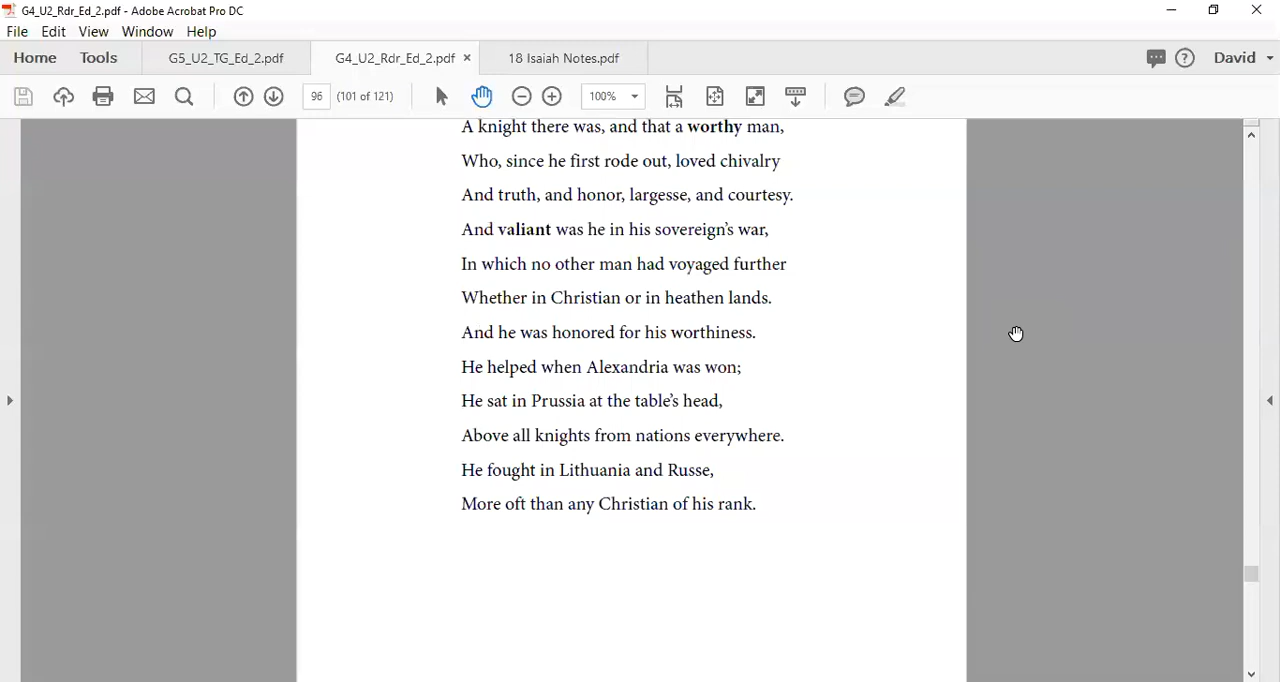 G4_U2_Rdr_Ed_2.pdf - Adobe Acrobat Pro DC
File Edit View Window Help
Home Tools G5_U2_TG_Ed_2.pdf G4_U2_Rdr_Ed_2.pdf × 18 Isaiah Notes.pdf David
96 (101 of 121) 100%
A knight there was, and that a worthy man,
Who, since he first rode out, loved chivalry
And truth, and honor, largesse, and courtesy.
And valiant was he in his sovereign’s war,
In which no other man had voyaged further
Whether in Christian or in heathen lands.
And he was honored for his worthiness.
He helped when Alexandria was won;
He sat in Prussia at the table’s head,
Above all knights from nations everywhere.
He fought in Lithuania and Russe,
More oft than any Christian of his rank.